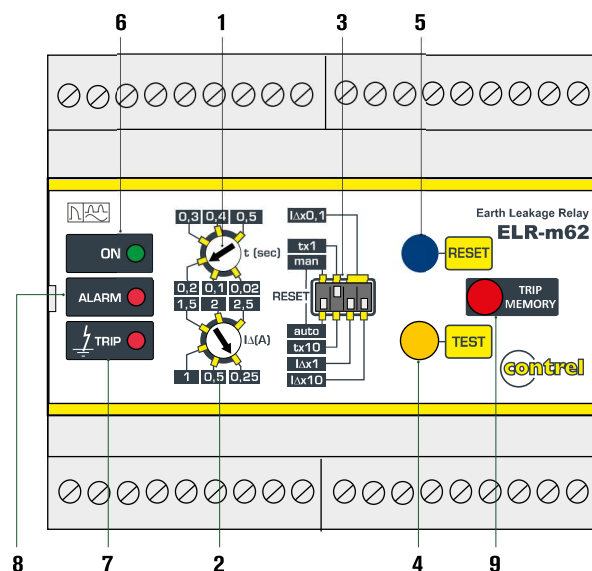 6 1 3 5
0,3 0,4 0,5
IΔx0,1
Earth Leakage Relay
ELR-m62
ON
t (sec)
tx1
man
RESET
ALARM
0,2 0,1 0,02
RESET
TRIP
MEMORY
1,5 2 2,5
TRIP
IΔ(A)
auto
tx10
TEST
IΔx1
contrel
1 0,5 0,25
IΔx10
8 7 2 4 9